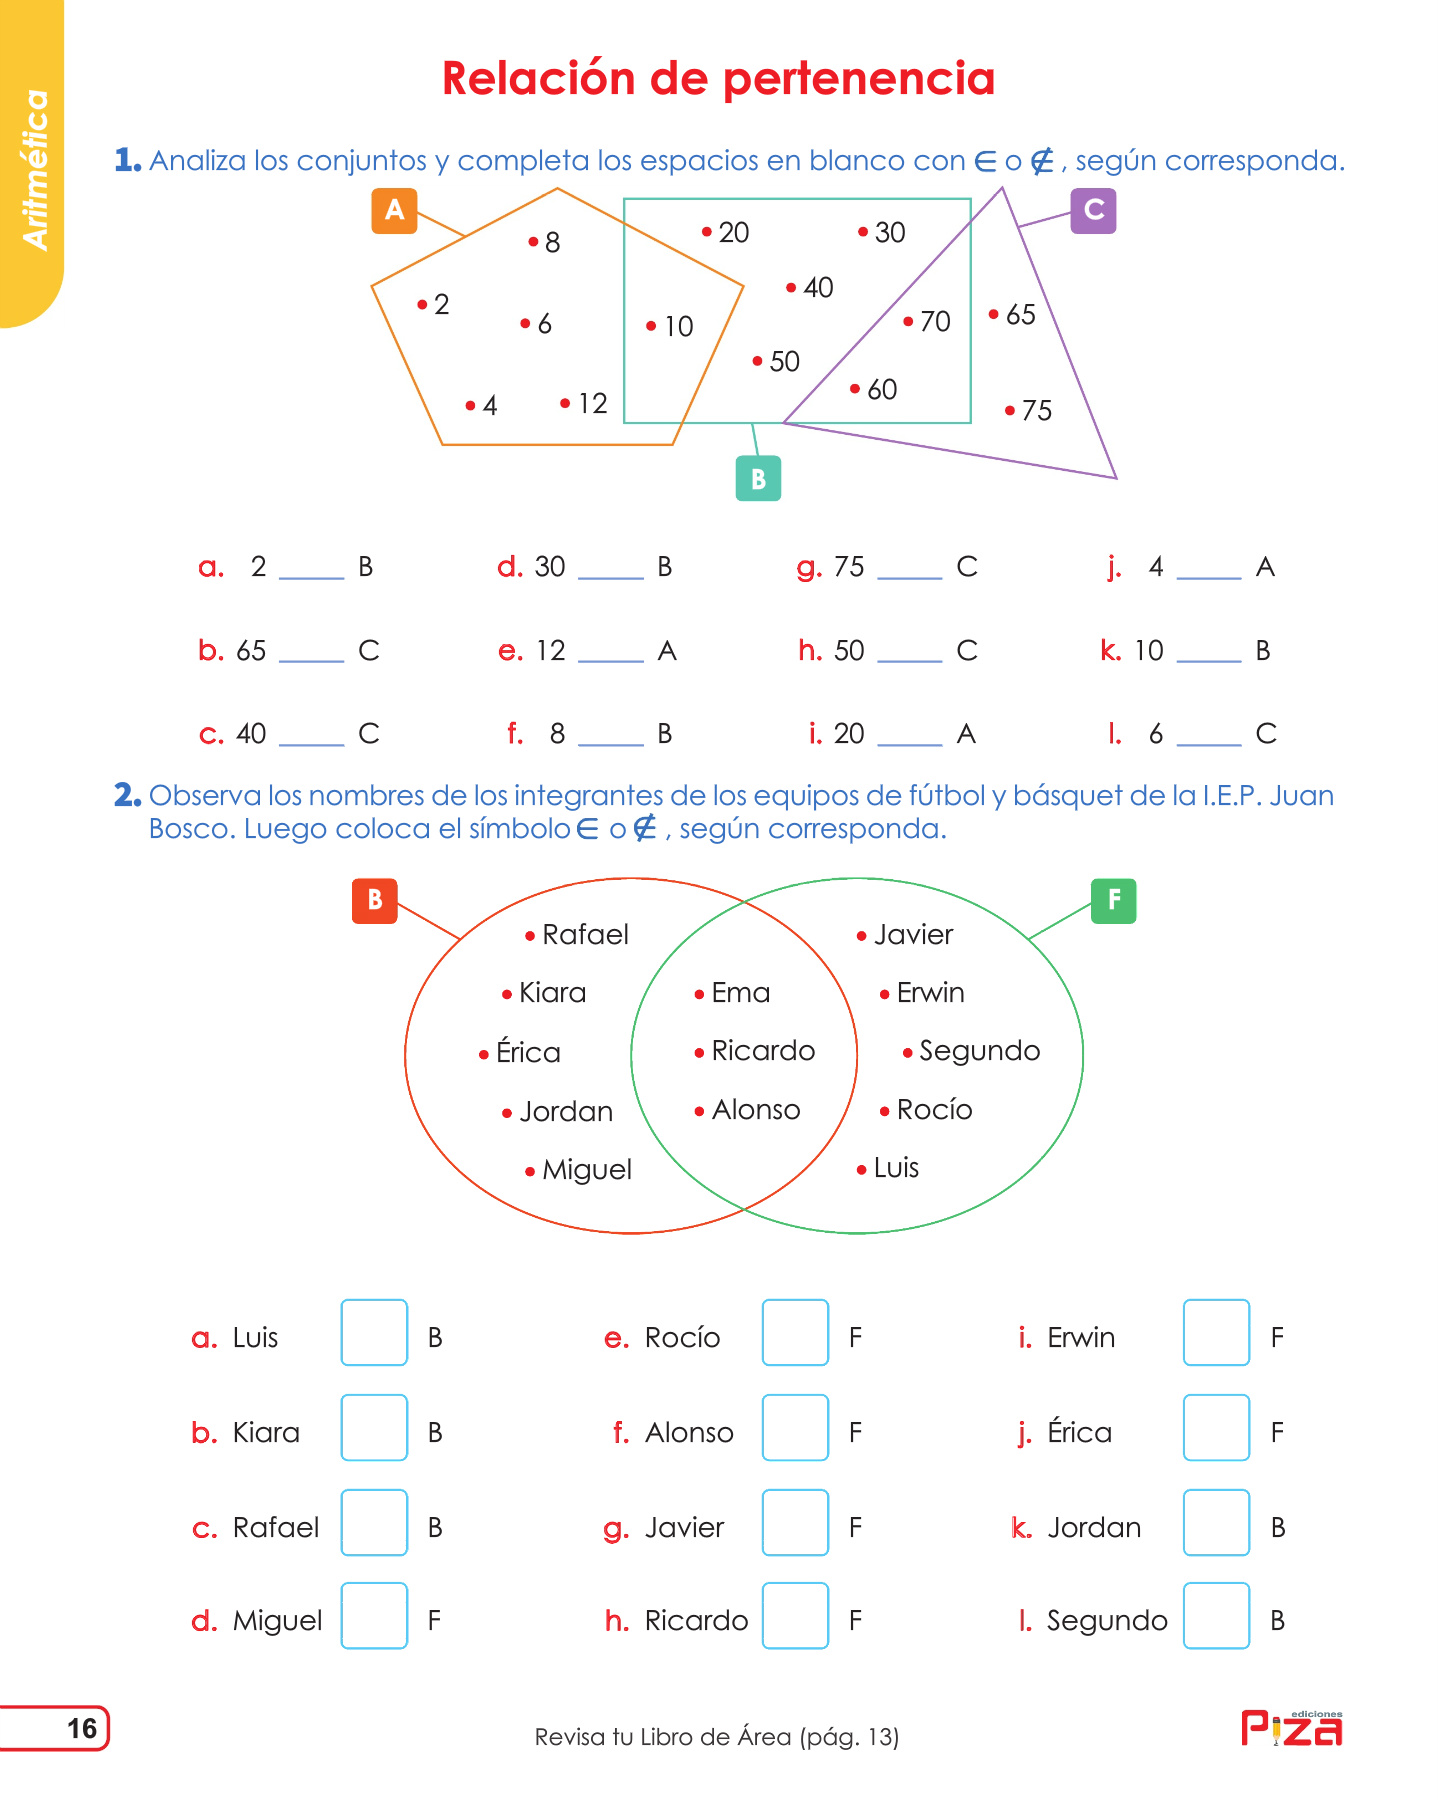 Aritmética
Relación de pertenencia
1. Analiza los conjuntos y completa los espacios en blanco con ∈ o ∉ , según corresponda.
A
C
8
20
30
2
40
6
10
70
65
50
60
4
12
75
B
a. 2 _____ B
d. 30 _____ B
g. 75 _____ C
j. 4 _____ A
b. 65 _____ C
e. 12 _____ A
h. 50 _____ C
k. 10 _____ B
c. 40 _____ C
f. 8 _____ B
i. 20 _____ A
l. 6 _____ C
2. Observa los nombres de los integrantes de los equipos de fútbol y básquet de la I.E.P. Juan
Bosco. Luego coloca el símbolo ∈ o ∉ , según corresponda.
B
F
Rafael
Javier
Kiara
Ema
Erwin
Érica
Ricardo
Segundo
Jordan
Alonso
Rocío
Miguel
Luis
a. Luis B
e. Rocío F
i. Erwin F
b. Kiara B
f. Alonso F
j. Érica F
c. Rafael B
g. Javier F
k. Jordan B
d. Miguel F
h. Ricardo F
l. Segundo B
16
Revisa tu Libro de Área (pág. 13)
ediciones
Piza